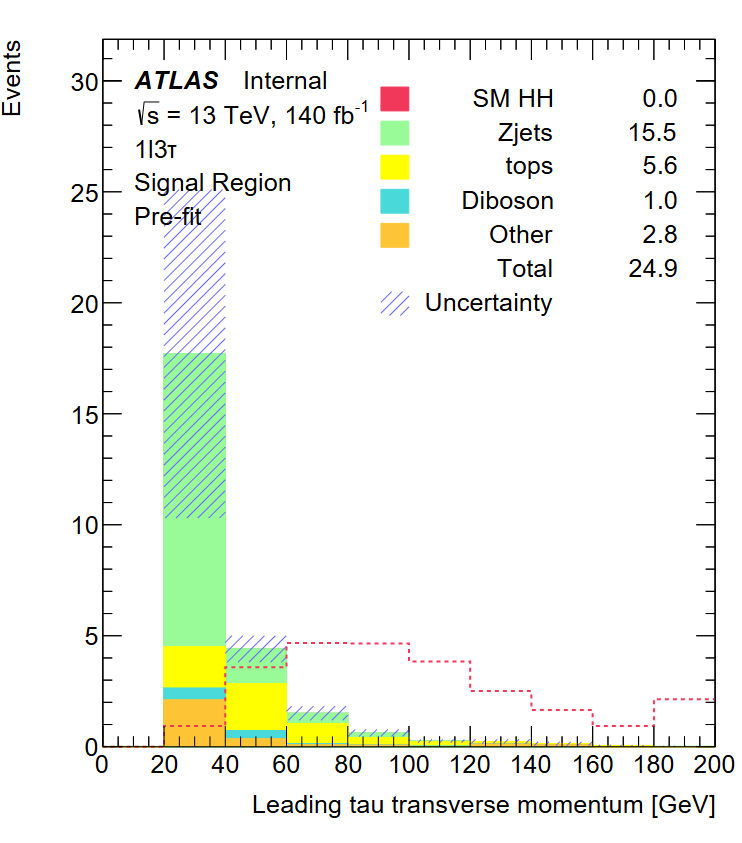 Events
ATLAS Internal
√s = 13 TeV, 140 fb⁻¹
1l3τ
Signal Region
Pre-fit
SM HH 0.0
Zjets 15.5
tops 5.6
Diboson 1.0
Other 2.8
Total 24.9
Uncertainty
30
25
20
15
10
5
0
0 20 40 60 80 100 120 140 160 180 200
Leading tau transverse momentum [GeV]